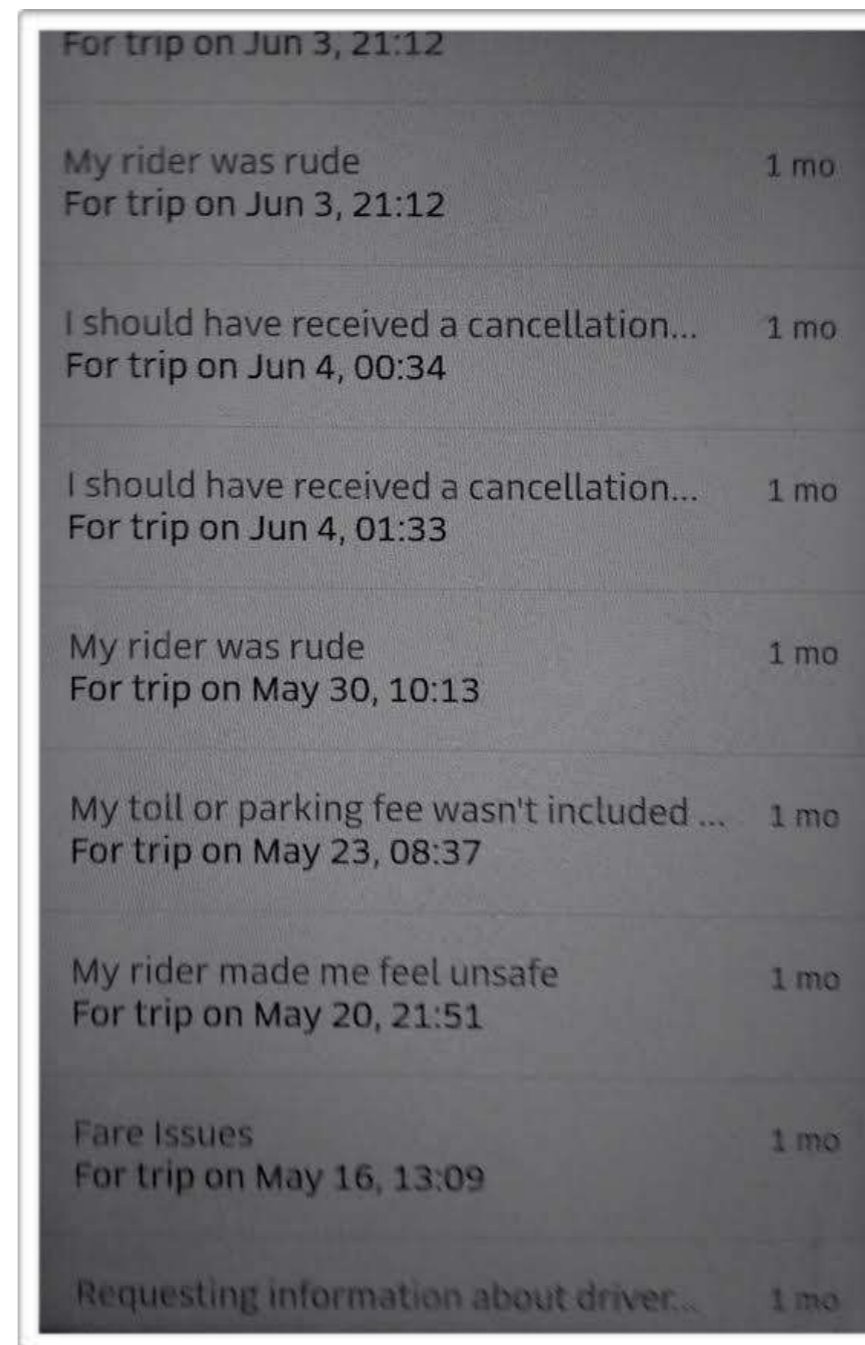 For trip on Jun 3, 21:12
My rider was rude
1 mo
For trip on Jun 3, 21:12
I should have received a cancellation...
1 mo
For trip on Jun 4, 00:34
I should have received a cancellation...
1 mo
For trip on Jun 4, 01:33
My rider was rude
1 mo
For trip on May 30, 10:13
My toll or parking fee wasn't included ...
1 mo
For trip on May 23, 08:37
My rider made me feel unsafe
1 mo
For trip on May 20, 21:51
Fare Issues
1 mo
For trip on May 16, 13:09
Requesting information about driver...
1 mo